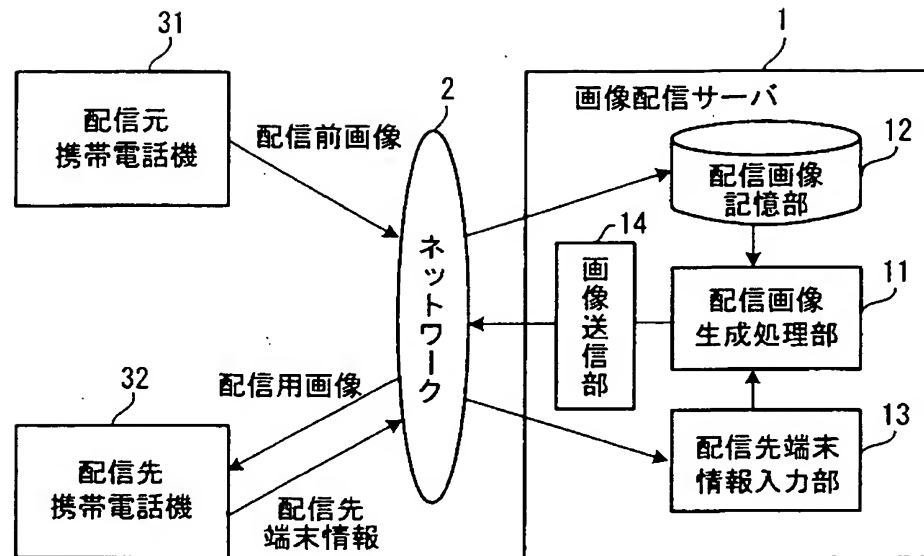 31
配信元
携帯電話機
配信前画像
2
ネットワーク
1
画像配信サーバ
12
配信画像
記憶部
14
画像送信部
11
配信画像
生成処理部
13
配信先端末
情報入力部
32
配信先
携帯電話機
配信用画像
配信先
端末情報